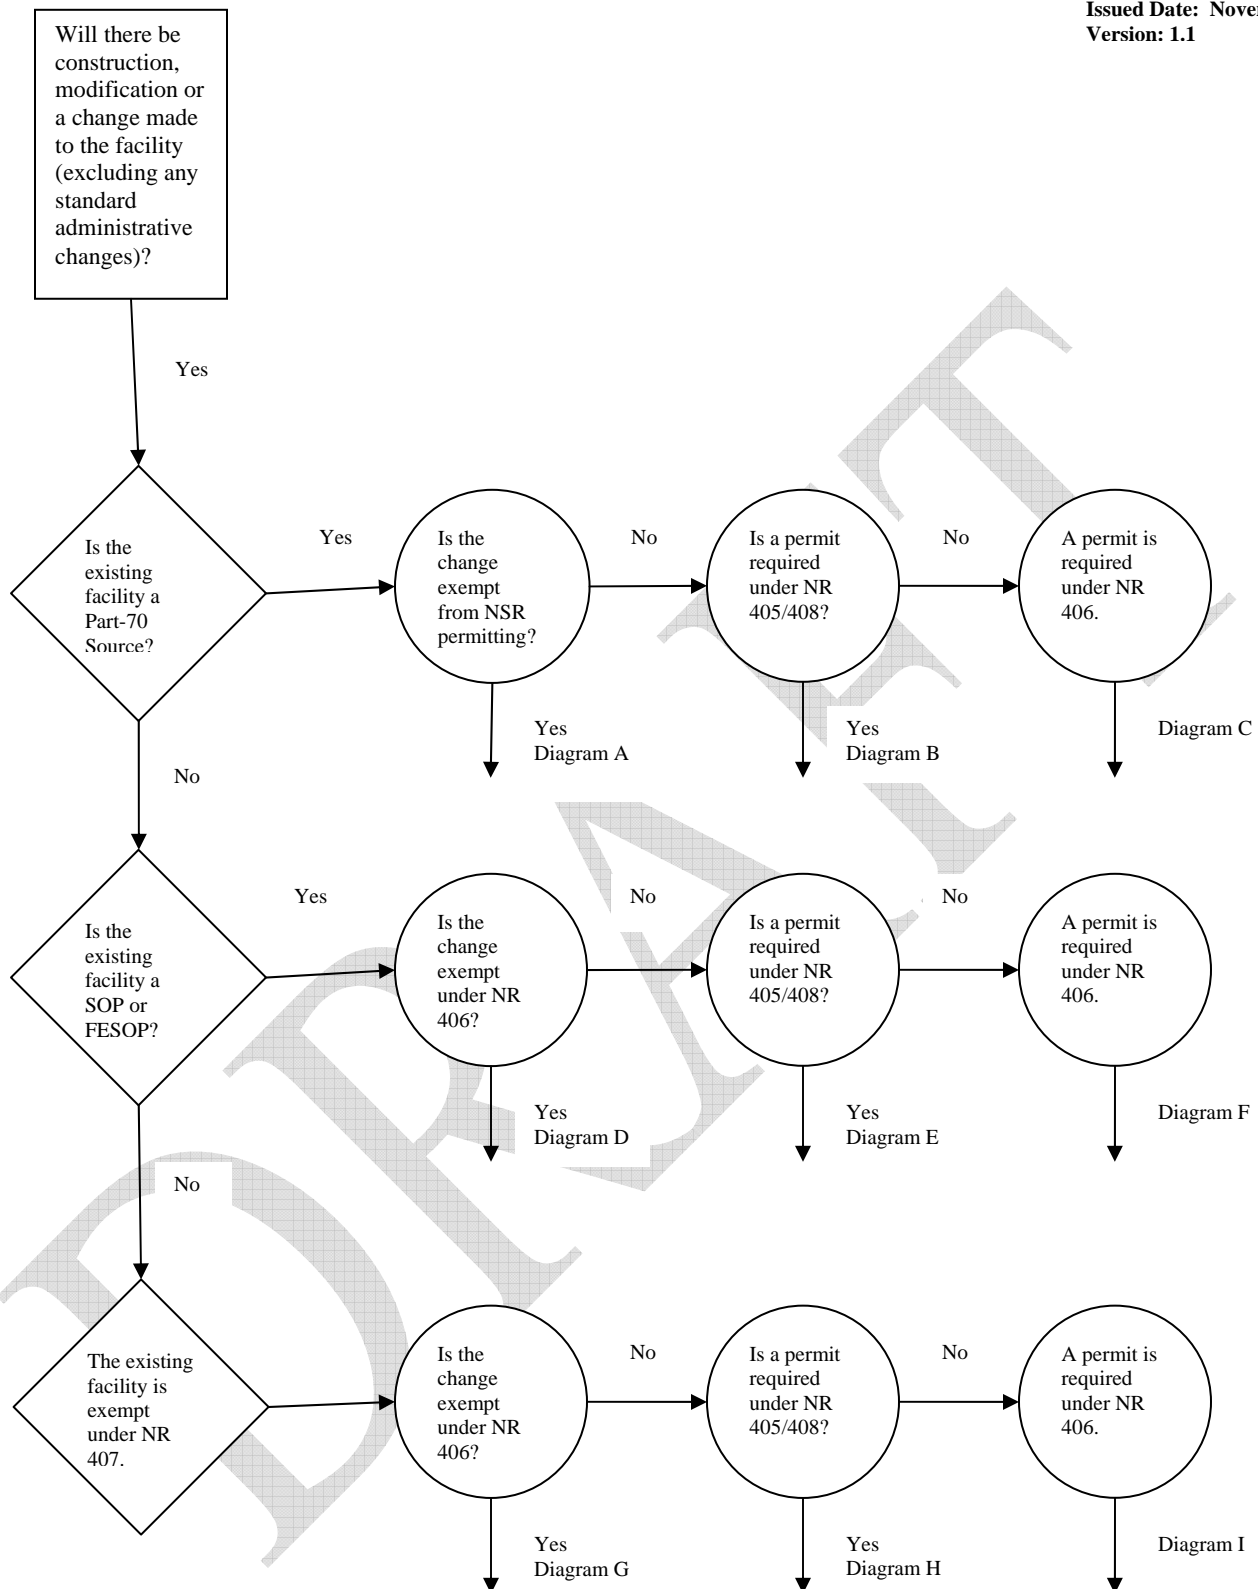 Issued Date: Nove
Version: 1.1
Will there be
construction,
modification or
a change made
to the facility
(excluding any
standard
administrative
changes)?
Yes
Is the
existing
facility a
Part-70
Source?
Yes
Is the
change
exempt
from NSR
permitting?
No
Is a permit
required
under NR
405/408?
No
A permit is
required
under NR
406.
Yes
Diagram A
Yes
Diagram B
Diagram C
No
Is the
existing
facility a
SOP or
FESOP?
Yes
Is the
change
exempt
under NR
406?
No
Is a permit
required
under NR
405/408?
No
A permit is
required
under NR
406.
Yes
Diagram D
Yes
Diagram E
Diagram F
No
The existing
facility is
exempt
under NR
407.
Is the
change
exempt
under NR
406?
No
Is a permit
required
under NR
405/408?
No
A permit is
required
under NR
406.
Yes
Diagram G
Yes
Diagram H
Diagram I
DRAFT